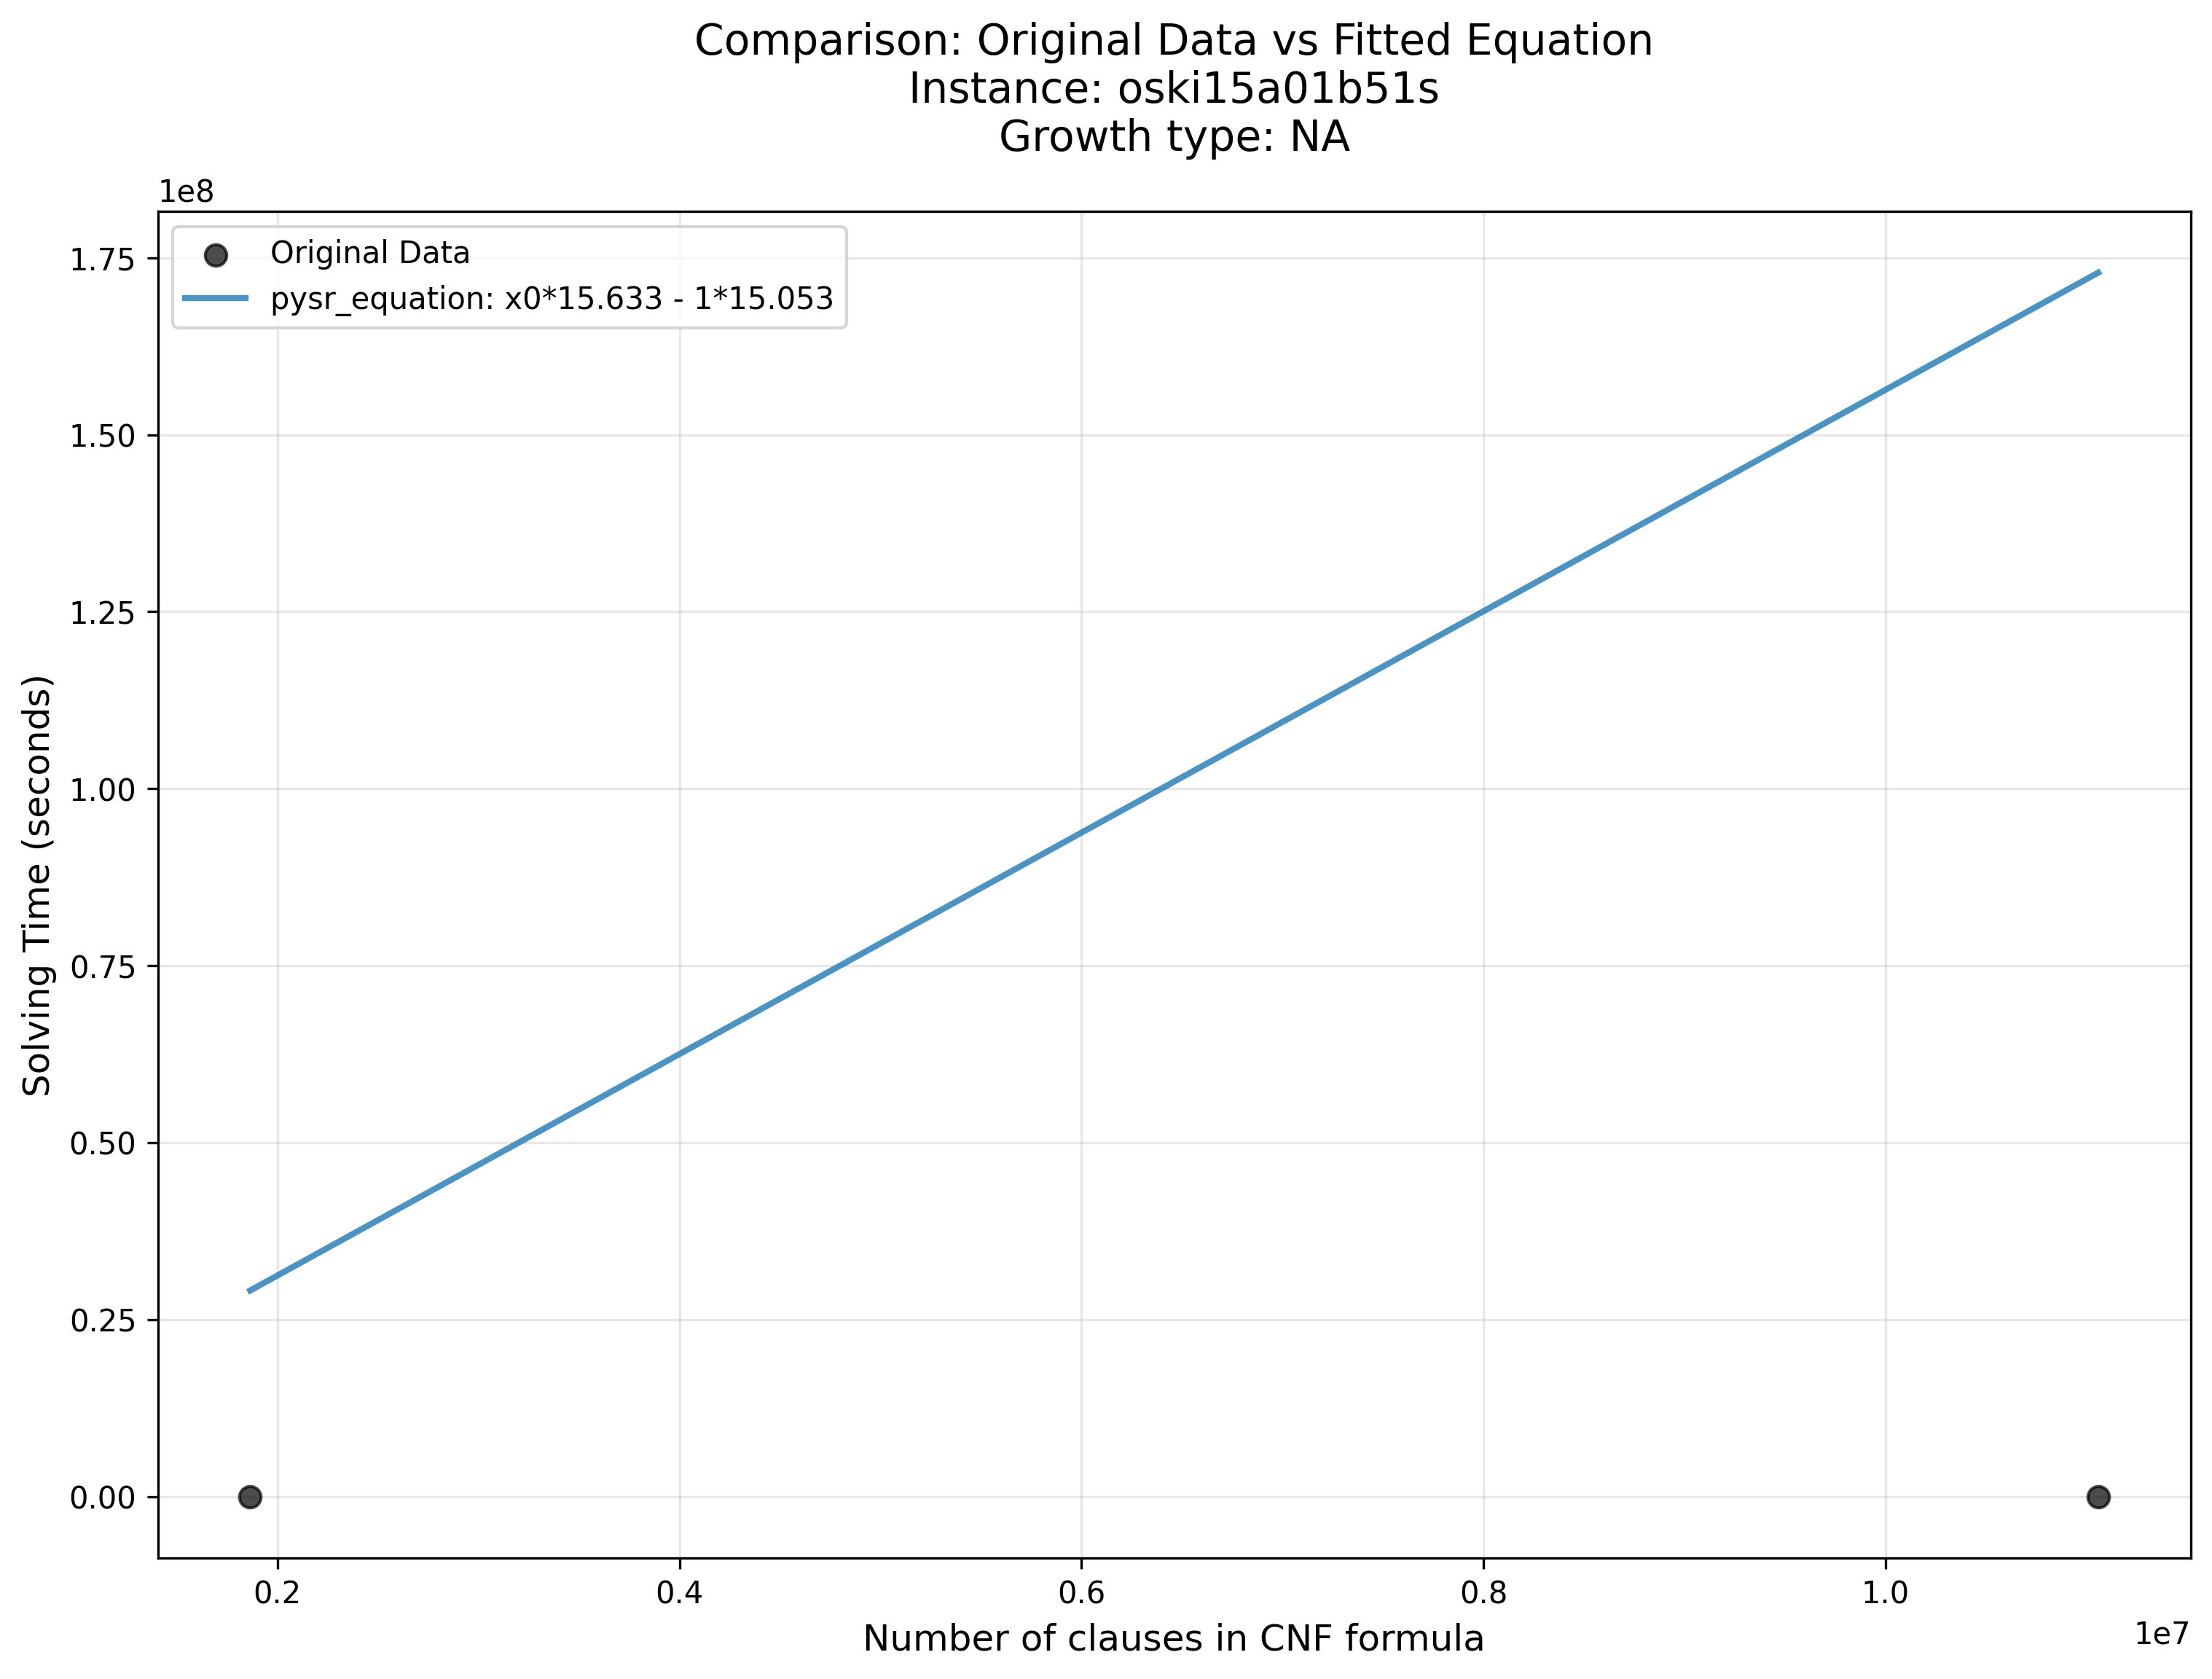 Comparison: Original Data vs Fitted Equation
Instance: oski15a01b51s
Growth type: NA
1e8
Original Data
pysr_equation: x0*15.633 - 1*15.053
1.75
1.50
1.25
1.00
0.75
0.50
0.25
0.00
Solving Time (seconds)
0.2 0.4 0.6 0.8 1.0
1e7
Number of clauses in CNF formula